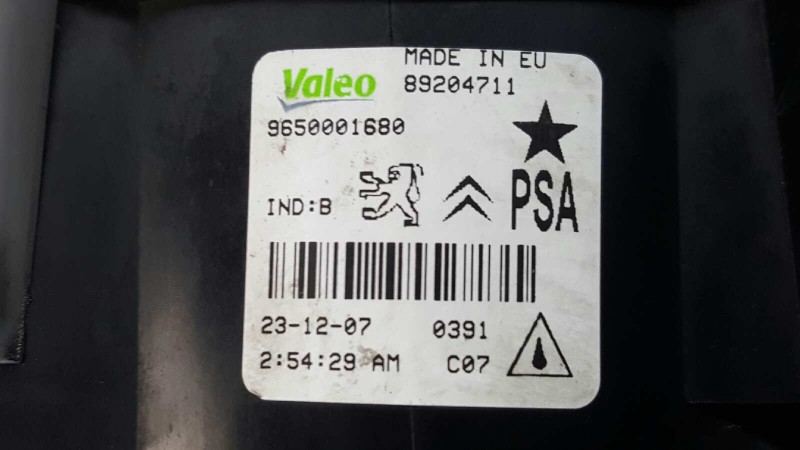 MADE IN EU
Valeo 89204711
9650001680
IND:B PSA
23-12-07 0391
2:54:29 AM C07